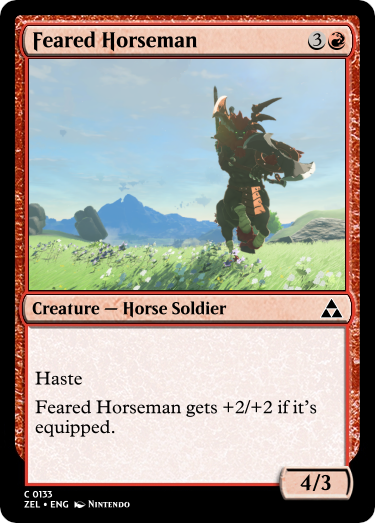 Feared Horseman 3
Creature — Horse Soldier
Haste
Feared Horseman gets +2/+2 if it's
equipped.
4/3
C 0133
ZEL • ENG Nintendo